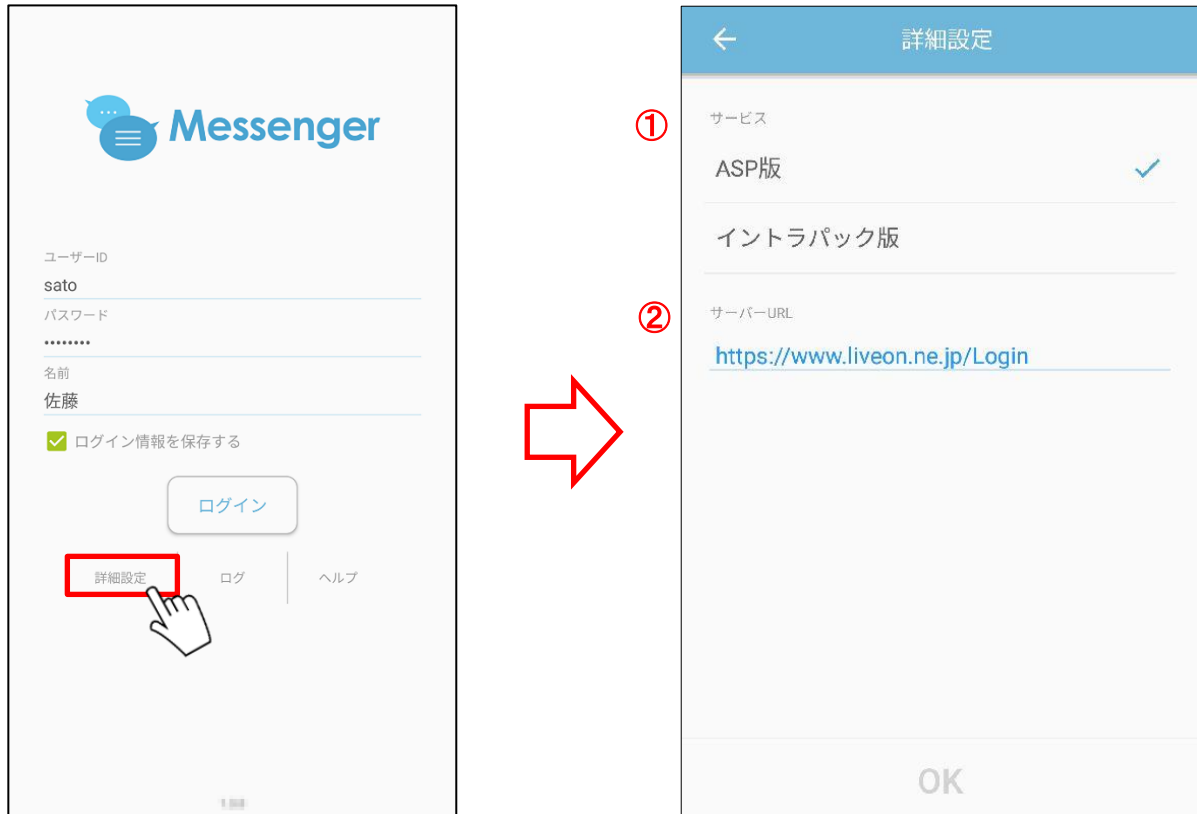 Messenger
ユーザーID
sato
パスワード
••••••••
名前
佐藤
ログイン情報を保存する
ログイン
詳細設定
ログ
ヘルプ
詳細設定
①
サービス
ASP版
イントラパック版
②
サーバーURL
https://www.liveon.ne.jp/Login
OK